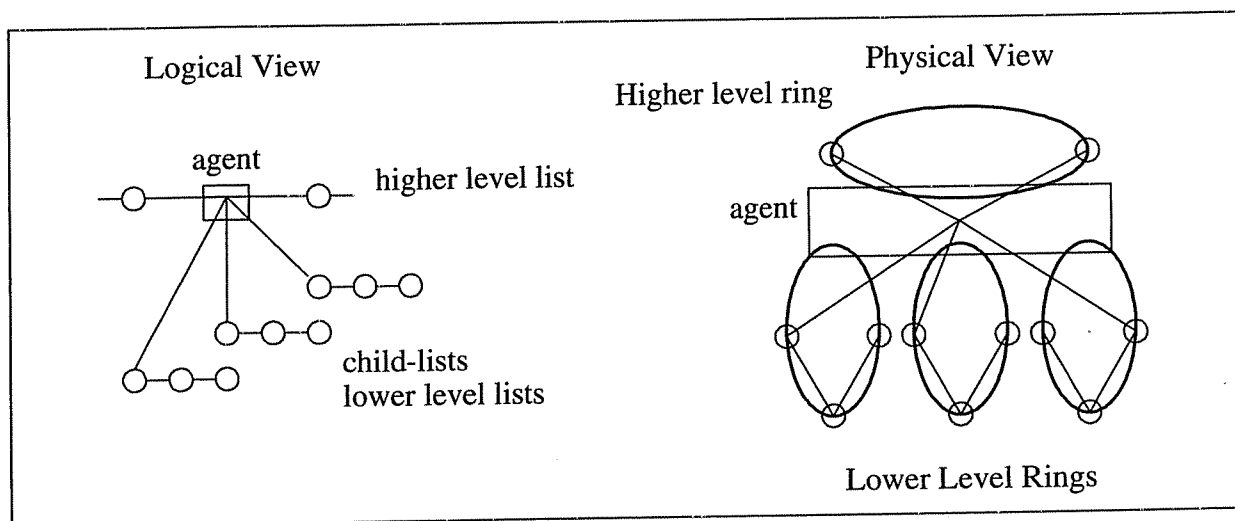 Logical View
agent
higher level list
child-lists
lower level lists
Physical View
Higher level ring
agent
Lower Level Rings